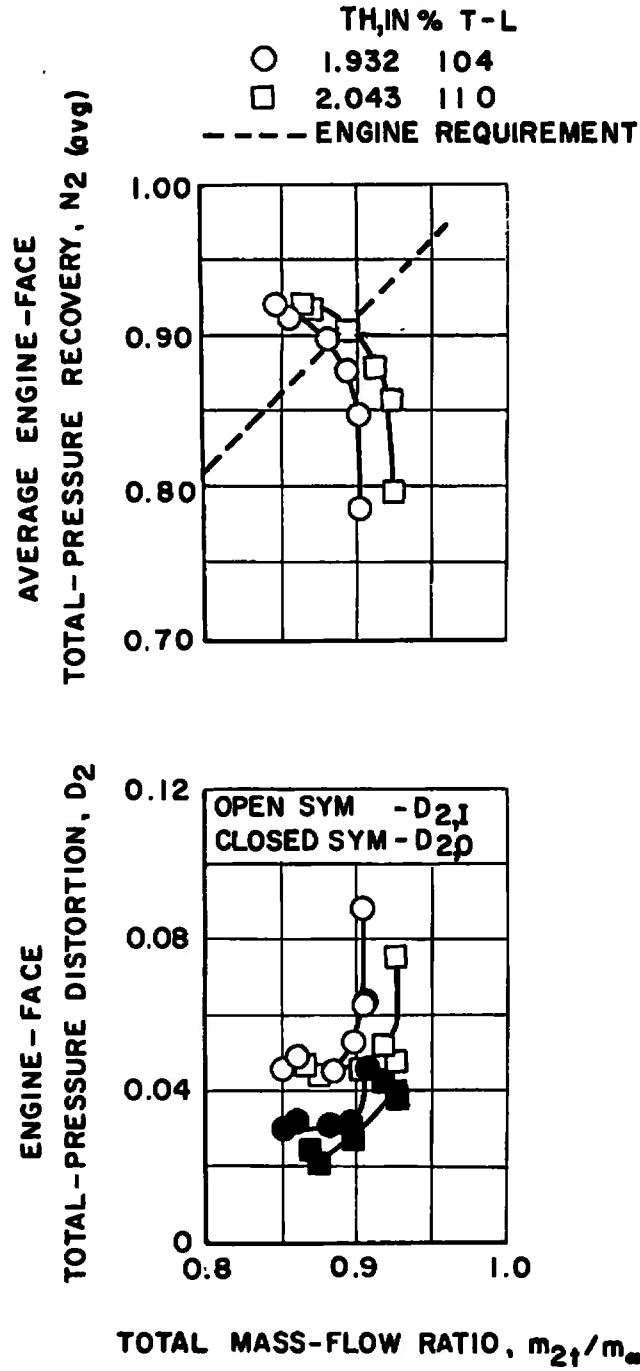 TH,IN % T-L
1.932 104
2.043 110
ENGINE REQUIREMENT
AVERAGE ENGINE-FACE
TOTAL-PRESSURE RECOVERY, N2 (avg)
1.00
0.90
0.80
0.70
ENGINE-FACE
TOTAL-PRESSURE DISTORTION, D2
0.12
0.08
0.04
0
OPEN SYM - D2,I
CLOSED SYM - D2,O
0.8 0.9 1.0
TOTAL MASS-FLOW RATIO, m2t/m∞